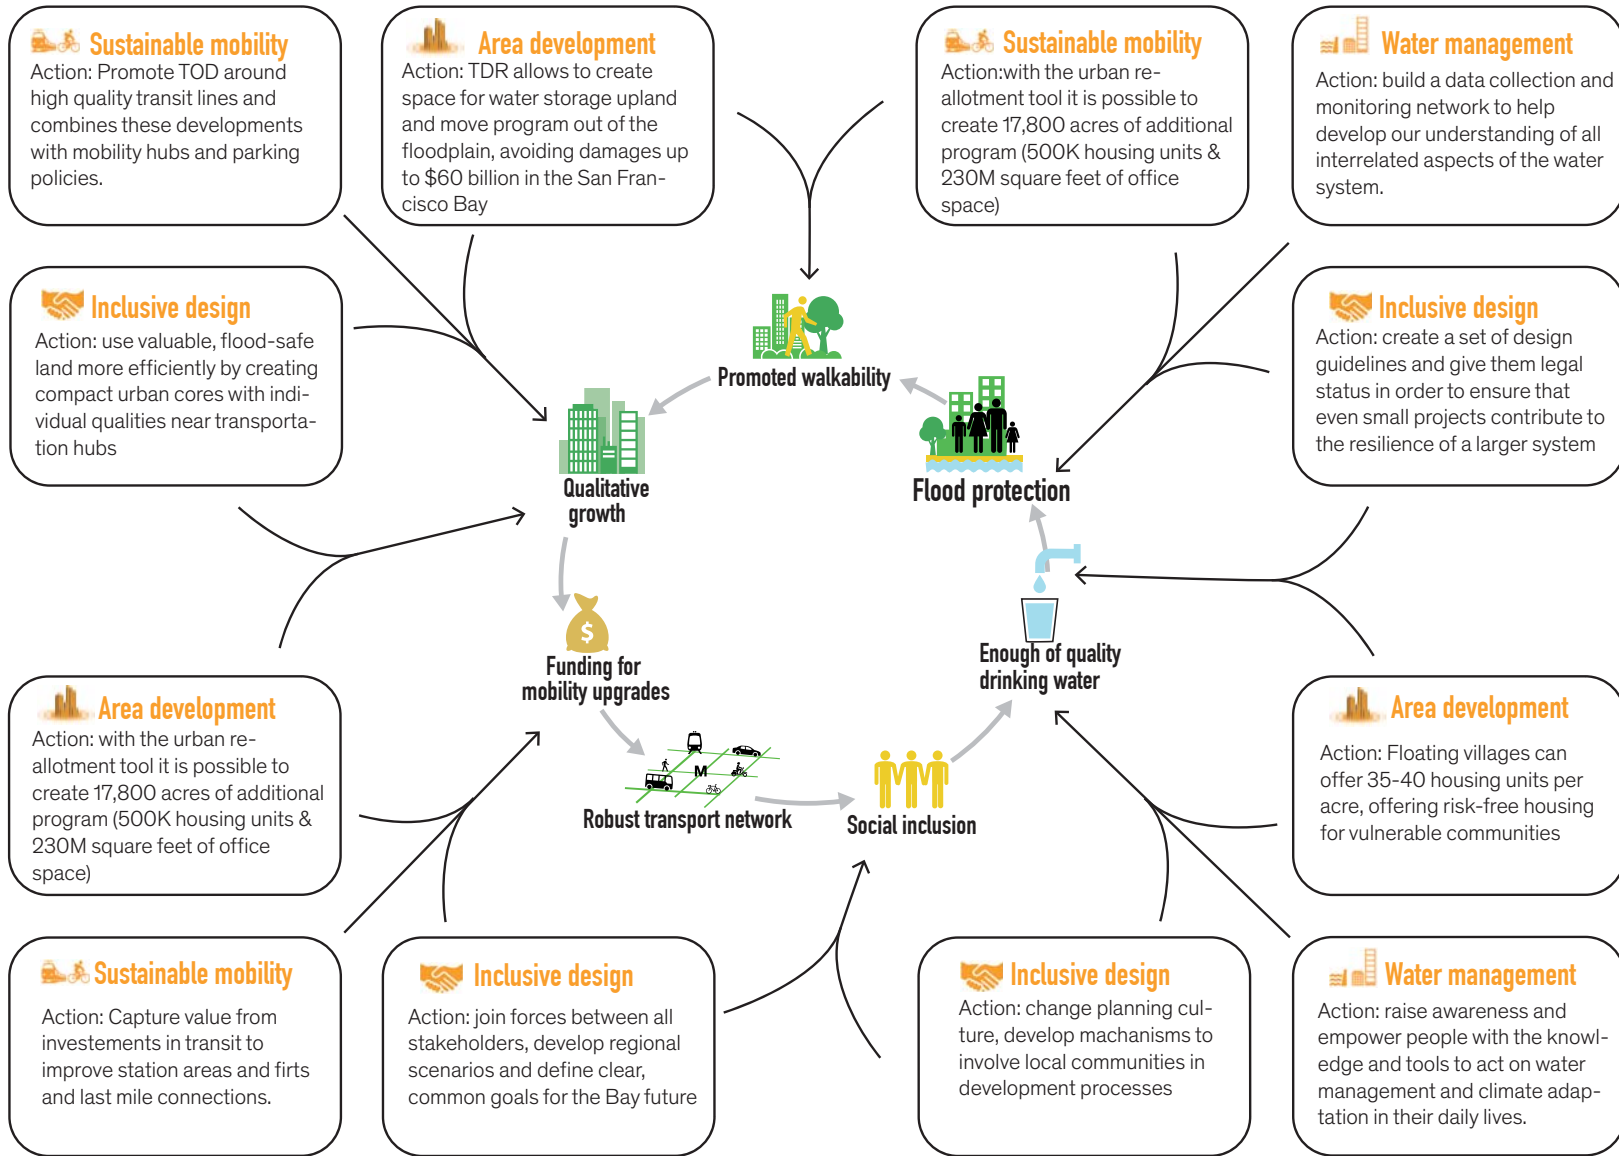 Sustainable mobility
Action: Promote TOD around
high quality transit lines and
combines these developments
with mobility hubs and parking
policies.
Area development
Action: TDR allows to create
space for water storage upland
and move program out of the
floodplain, avoiding damages up
to $60 billion in the San Fran-
cisco Bay
Sustainable mobility
Action:with the urban re-
allotment tool it is possible to
create 17,800 acres of additional
program (500K housing units &
230M square feet of office
space)
Water management
Action: build a data collection and
monitoring network to help
develop our understanding of all
interrelated aspects of the water
system.
Inclusive design
Action: use valuable, flood-safe
land more efficiently by creating
compact urban cores with indi-
vidual qualities near transporta-
tion hubs
Inclusive design
Action: create a set of design
guidelines and give them legal
status in order to ensure that
even small projects contribute to
the resilience of a larger system
Promoted walkability
Flood protection
Qualitative
growth
$
Funding for
mobility upgrades
Enough of quality
drinking water
M
Robust transport network
Social inclusion
Area development
Action: with the urban re-
allotment tool it is possible to
create 17,800 acres of additional
program (500K housing units &
230M square feet of office
space)
Area development
Action: Floating villages can
offer 35-40 housing units per
acre, offering risk-free housing
for vulnerable communities
Sustainable mobility
Action: Capture value from
investements in transit to
improve station areas and firts
and last mile connections.
Inclusive design
Action: join forces between all
stakeholders, develop regional
scenarios and define clear,
common goals for the Bay future
Inclusive design
Action: change planning cul-
ture, develop machanisms to
involve local communities in
development processes
Water management
Action: raise awareness and
empower people with the knowl-
edge and tools to act on water
management and climate adap-
tation in their daily lives.